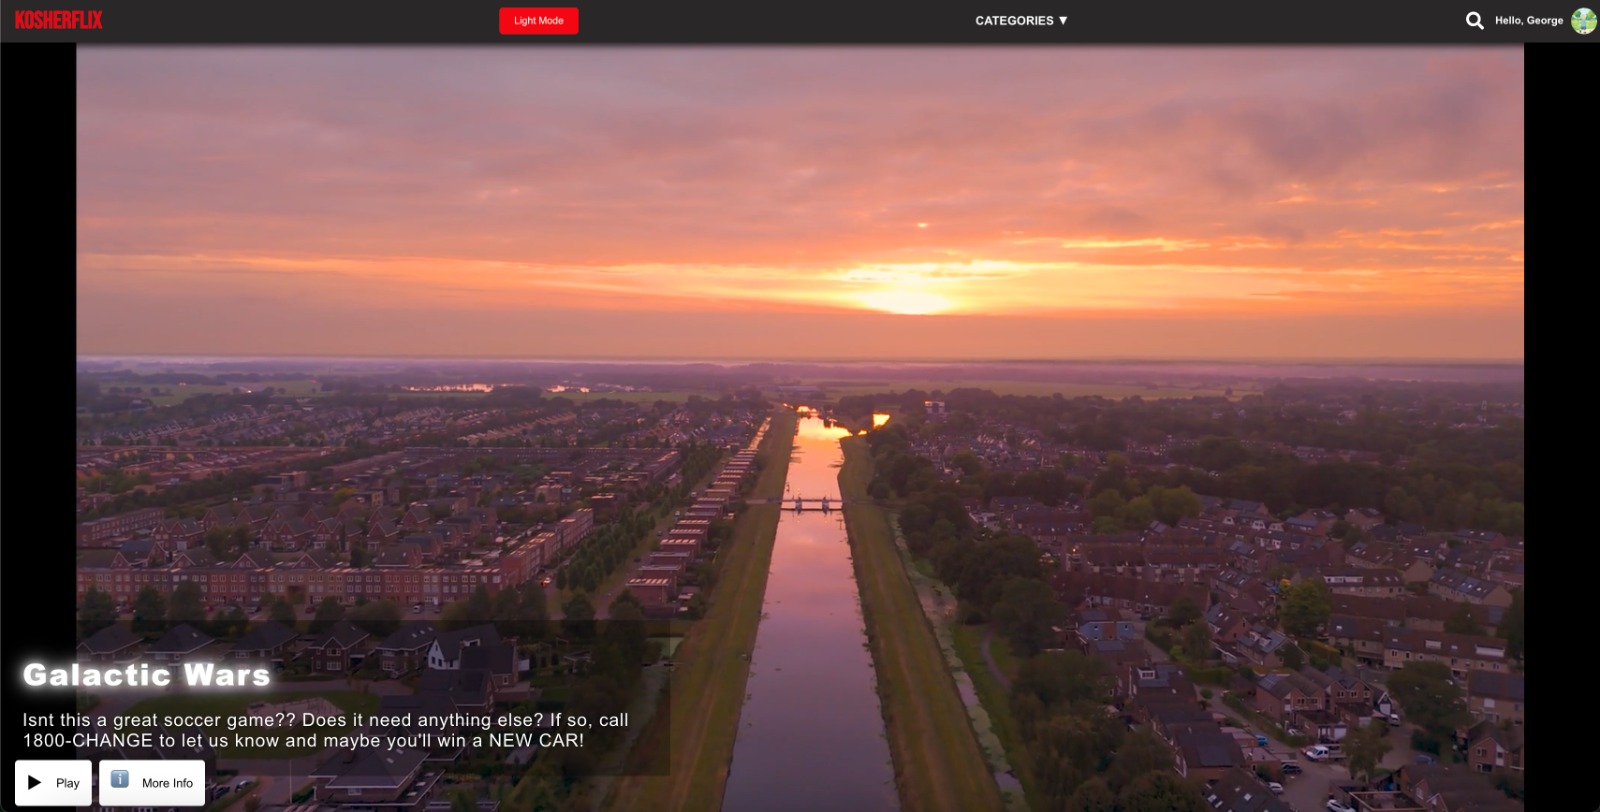 KOSHERFLIX
Light Mode
CATEGORIES ▼
Hello, George
Galactic Wars
Isnt this a great soccer game?? Does it need anything else? If so, call
1800-CHANGE to let us know and maybe you'll win a NEW CAR!
Play
More Info